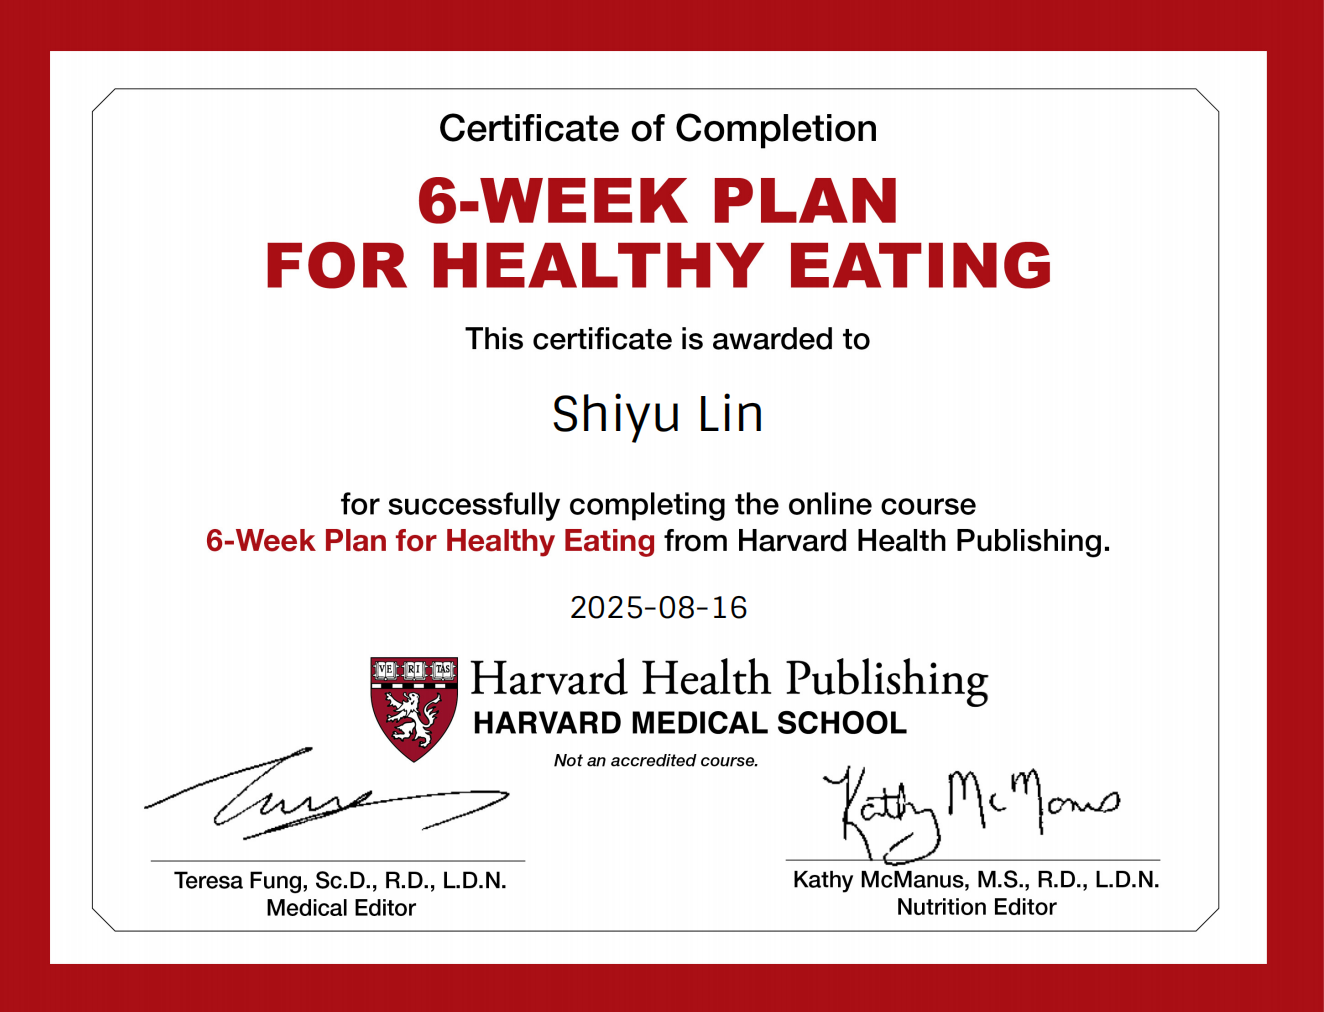 Certificate of Completion
6-WEEK PLAN
FOR HEALTHY EATING
This certificate is awarded to
Shiyu Lin
for successfully completing the online course
6-Week Plan for Healthy Eating from Harvard Health Publishing.
2025-08-16
VE RI TAS
Harvard Health Publishing
HARVARD MEDICAL SCHOOL
Not an accredited course.
Kathy McManus
Teresa Fung, Sc.D., R.D., L.D.N.
Medical Editor
Kathy McManus, M.S., R.D., L.D.N.
Nutrition Editor